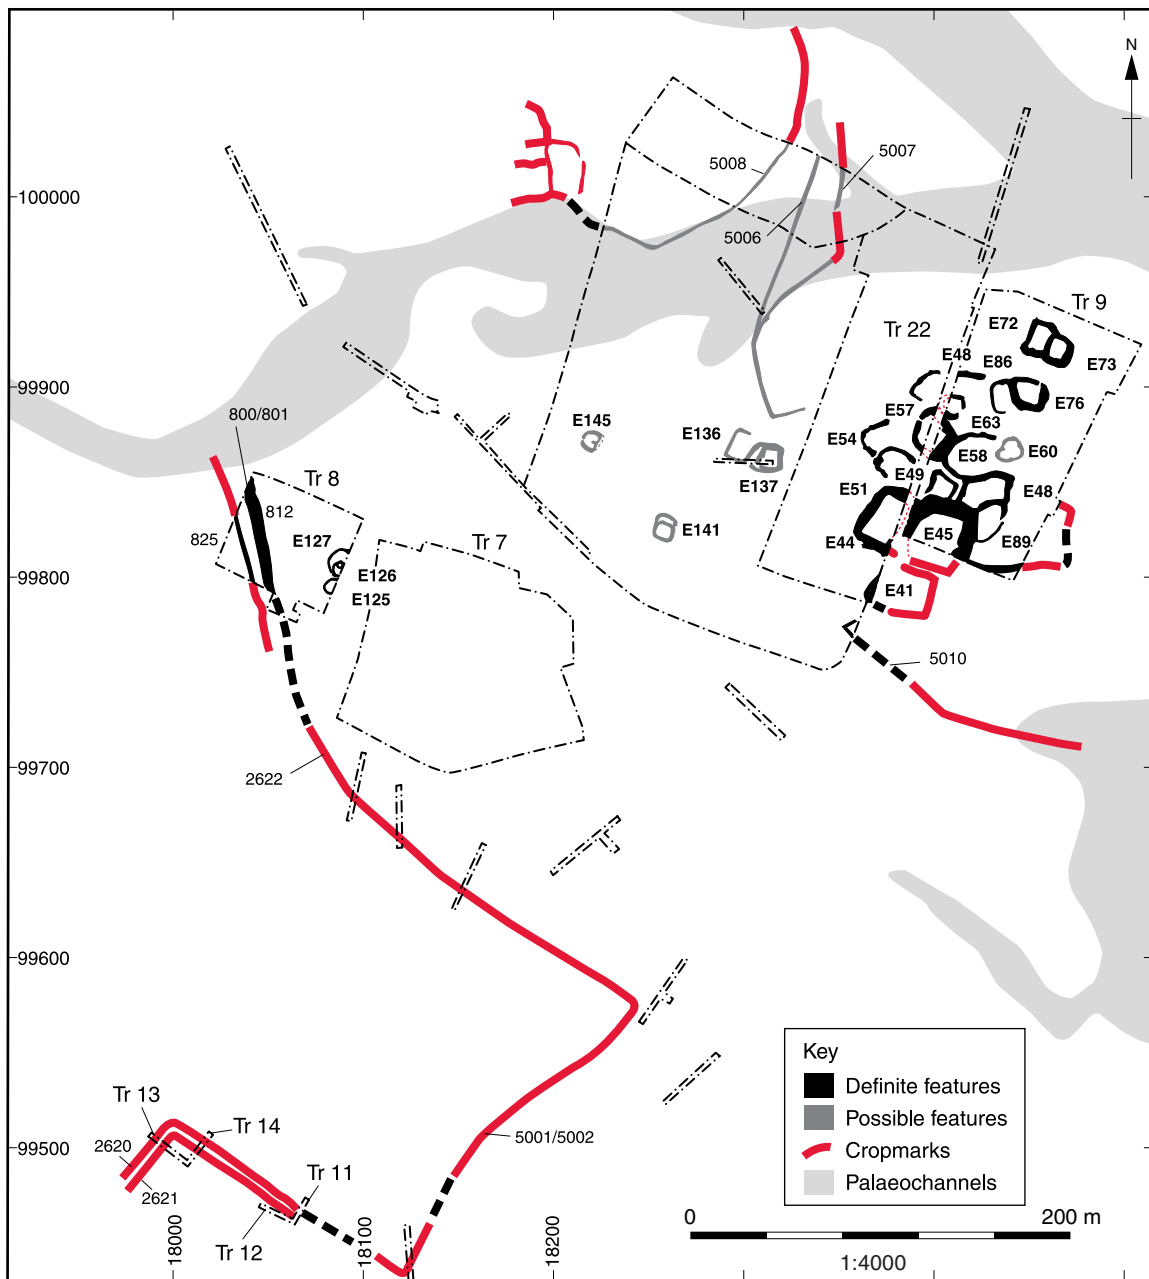 N
5008
5007
100000
5006
Tr 9
E72
Tr 22
E48
E86
E73
99900
800/801
E145
E57
E76
E136
E63
E54
E58
E60
Tr 8
E49
E137
812
E51
E48
825
E127
Tr 7
E141
E44
E45
E89
99800
E126
E125
E41
5010
99700
2622
99600
Key
Definite features
Possible features
Cropmarks
Palaeochannels
Tr 13
Tr 14
99500
2620
5001/5002
2621
Tr 11
Tr 12
18000
18100
18200
0
200 m
1:4000